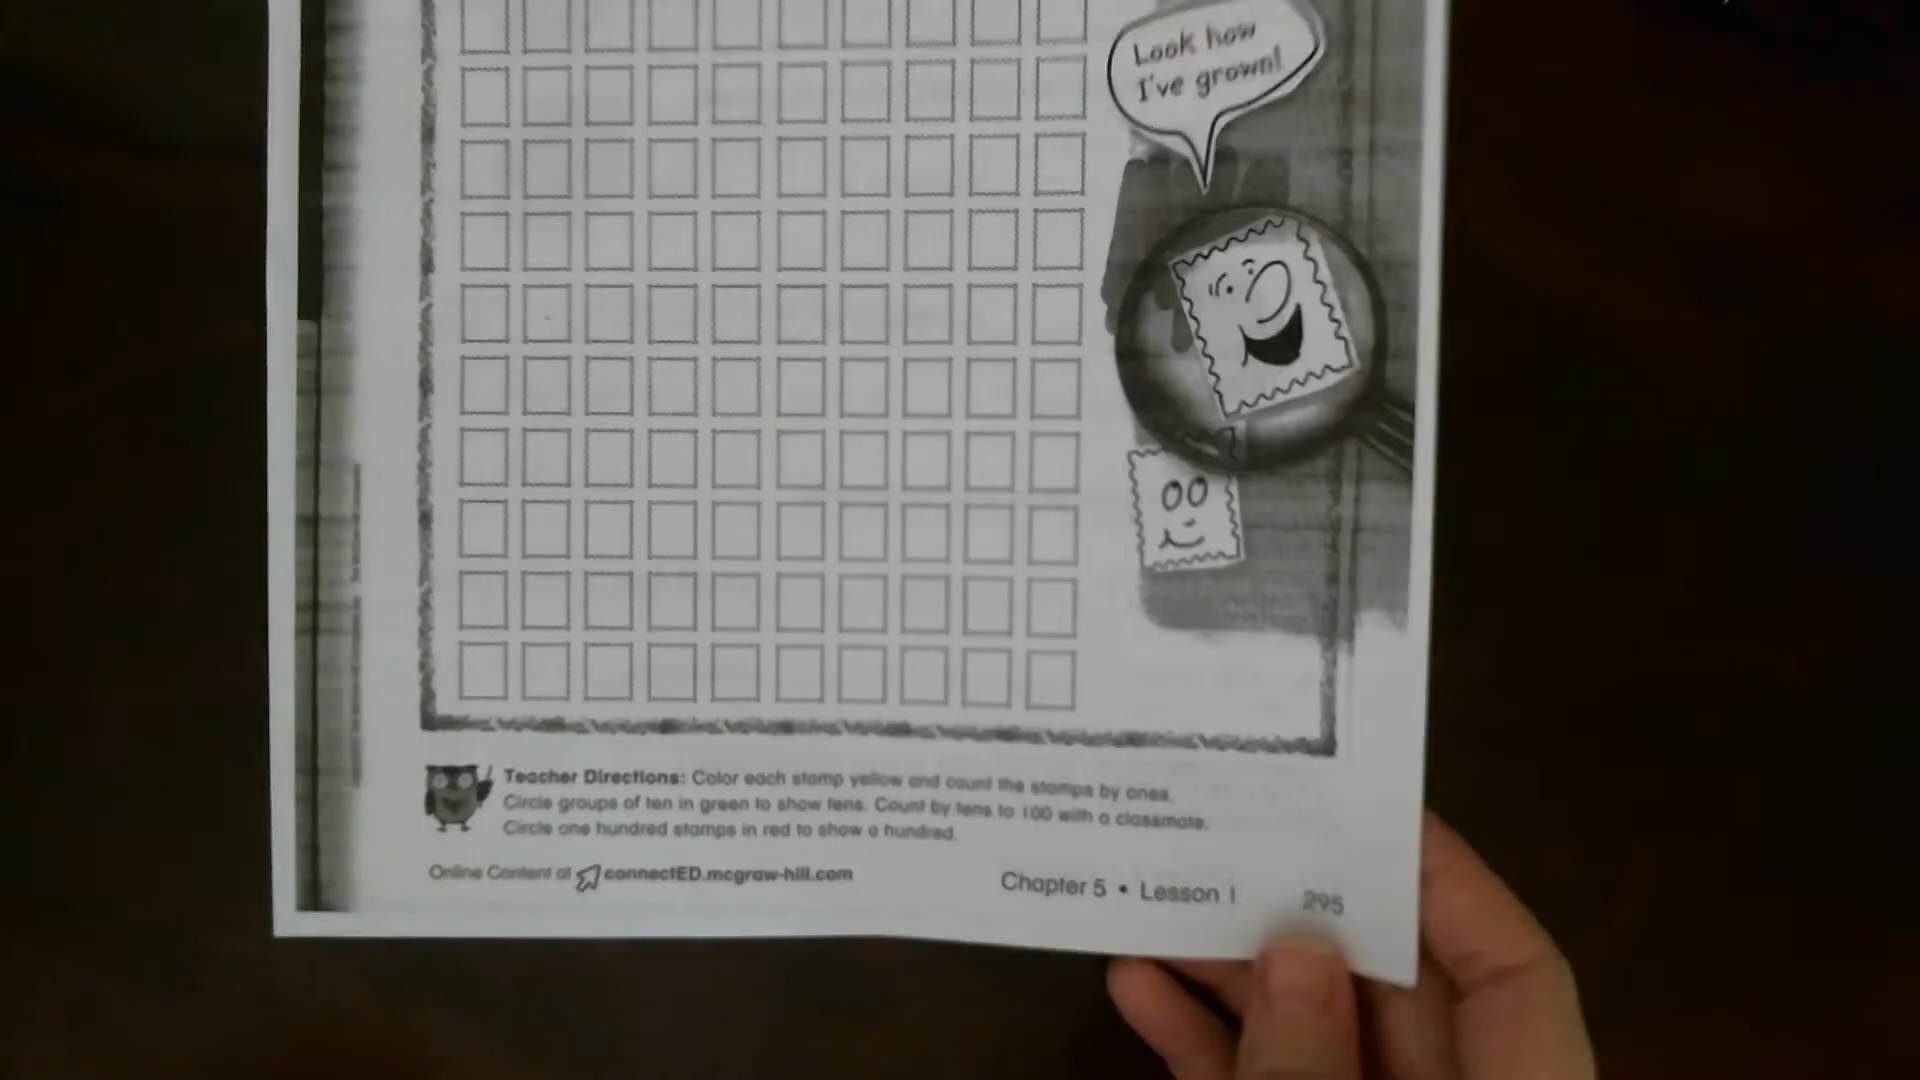 Look how
I've grown!
Teacher Directions: Color each stamp yellow and count the stamps by ones.
Circle groups of ten in green to show tens. Count by tens to 100 with a classmate.
Circle one hundred stamps in red to show a hundred.
Online Content at connectED.mcgraw-hill.com
Chapter 5 • Lesson 1 295